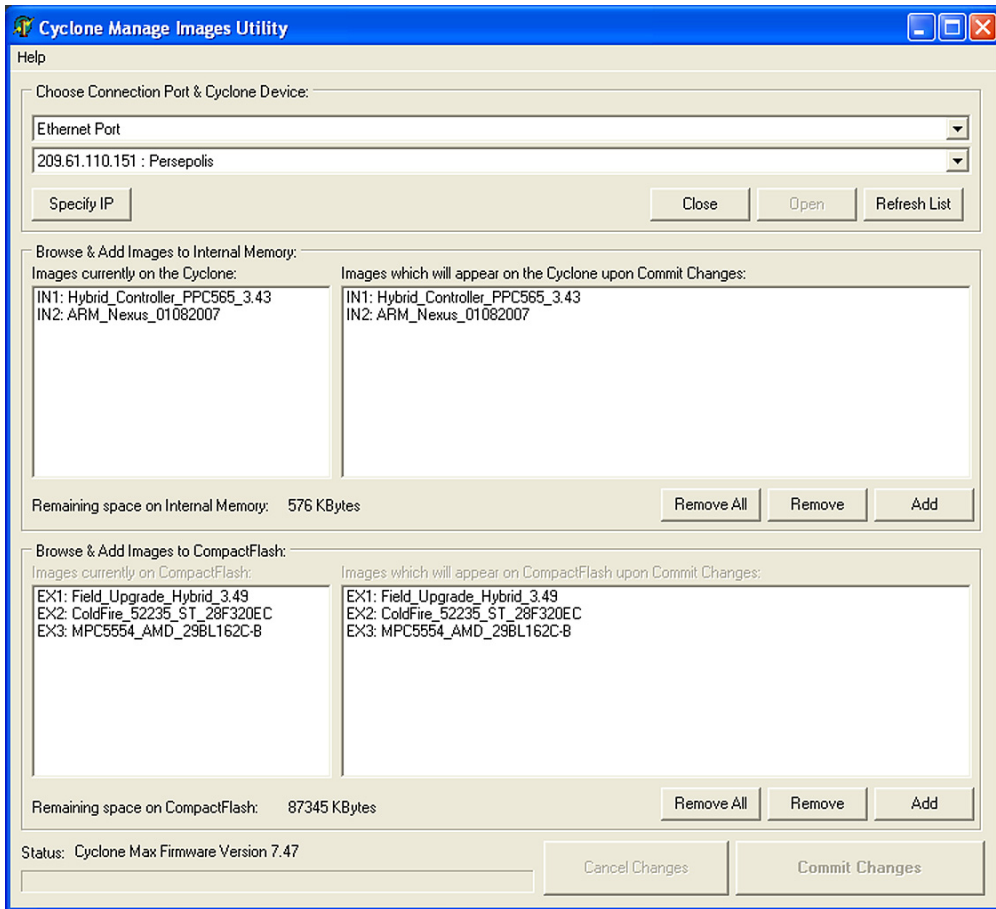 Cyclone Manage Images Utility
Help
Choose Connection Port & Cyclone Device:
Ethernet Port
209.61.110.151 : Persepolis
Specify IP Close Open Refresh List
Browse & Add Images to Internal Memory:
Images currently on the Cyclone: Images which will appear on the Cyclone upon Commit Changes:
IN1: Hybrid_Controller_PPC565_3.43 IN1: Hybrid_Controller_PPC565_3.43
IN2: ARM_Nexus_01082007 IN2: ARM_Nexus_01082007
Remaining space on Internal Memory: 576 KBytes Remove All Remove Add
Browse & Add Images to CompactFlash:
Images currently on CompactFlash: Images which will appear on CompactFlash upon Commit Changes:
EX1: Field_Upgrade_Hybrid_3.49 EX1: Field_Upgrade_Hybrid_3.49
EX2: ColdFire_52235_ST_28F320EC EX2: ColdFire_52235_ST_28F320EC
EX3: MPC5554_AMD_29BL162C-B EX3: MPC5554_AMD_29BL162C-B
Remaining space on CompactFlash: 87345 KBytes Remove All Remove Add
Status: Cyclone Max Firmware Version 7.47
Cancel Changes Commit Changes